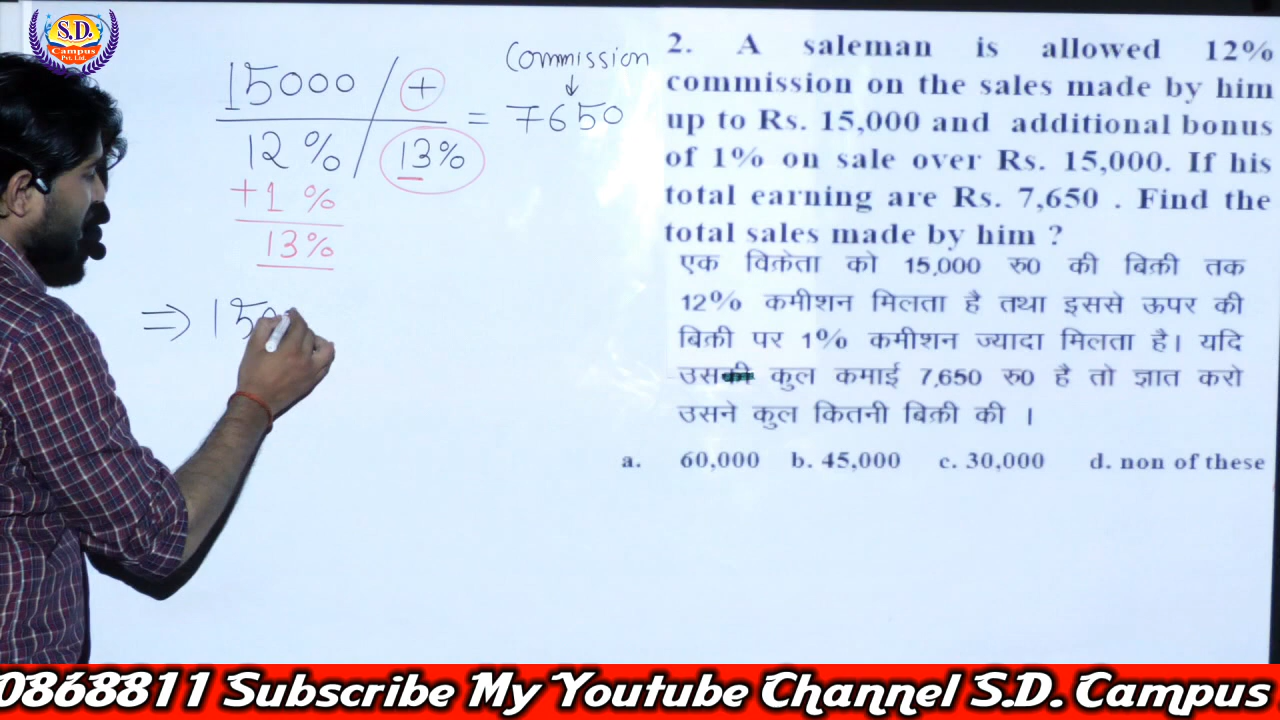 S.D.
Campus
Pvt. Ltd.
15000 / +
12% / 13% = 7650
Commission
+1%
13%
⇒ 150
2. A saleman is allowed 12%
commission on the sales made by him
up to Rs. 15,000 and additional bonus
of 1% on sale over Rs. 15,000. If his
total earning are Rs. 7,650 . Find the
total sales made by him ?
एक विक्रेता को 15,000 रु0 की बिक्री तक
12% कमीशन मिलता है तथा इससे ऊपर की
बिक्री पर 1% कमीशन ज्यादा मिलता है। यदि
उसकी कुल कमाई 7,650 रु0 है तो ज्ञात करो
उसने कुल कितनी बिक्री की ।
a. 60,000 b. 45,000 c. 30,000 d. non of these
0868811 Subscribe My Youtube Channel S.D. Campus